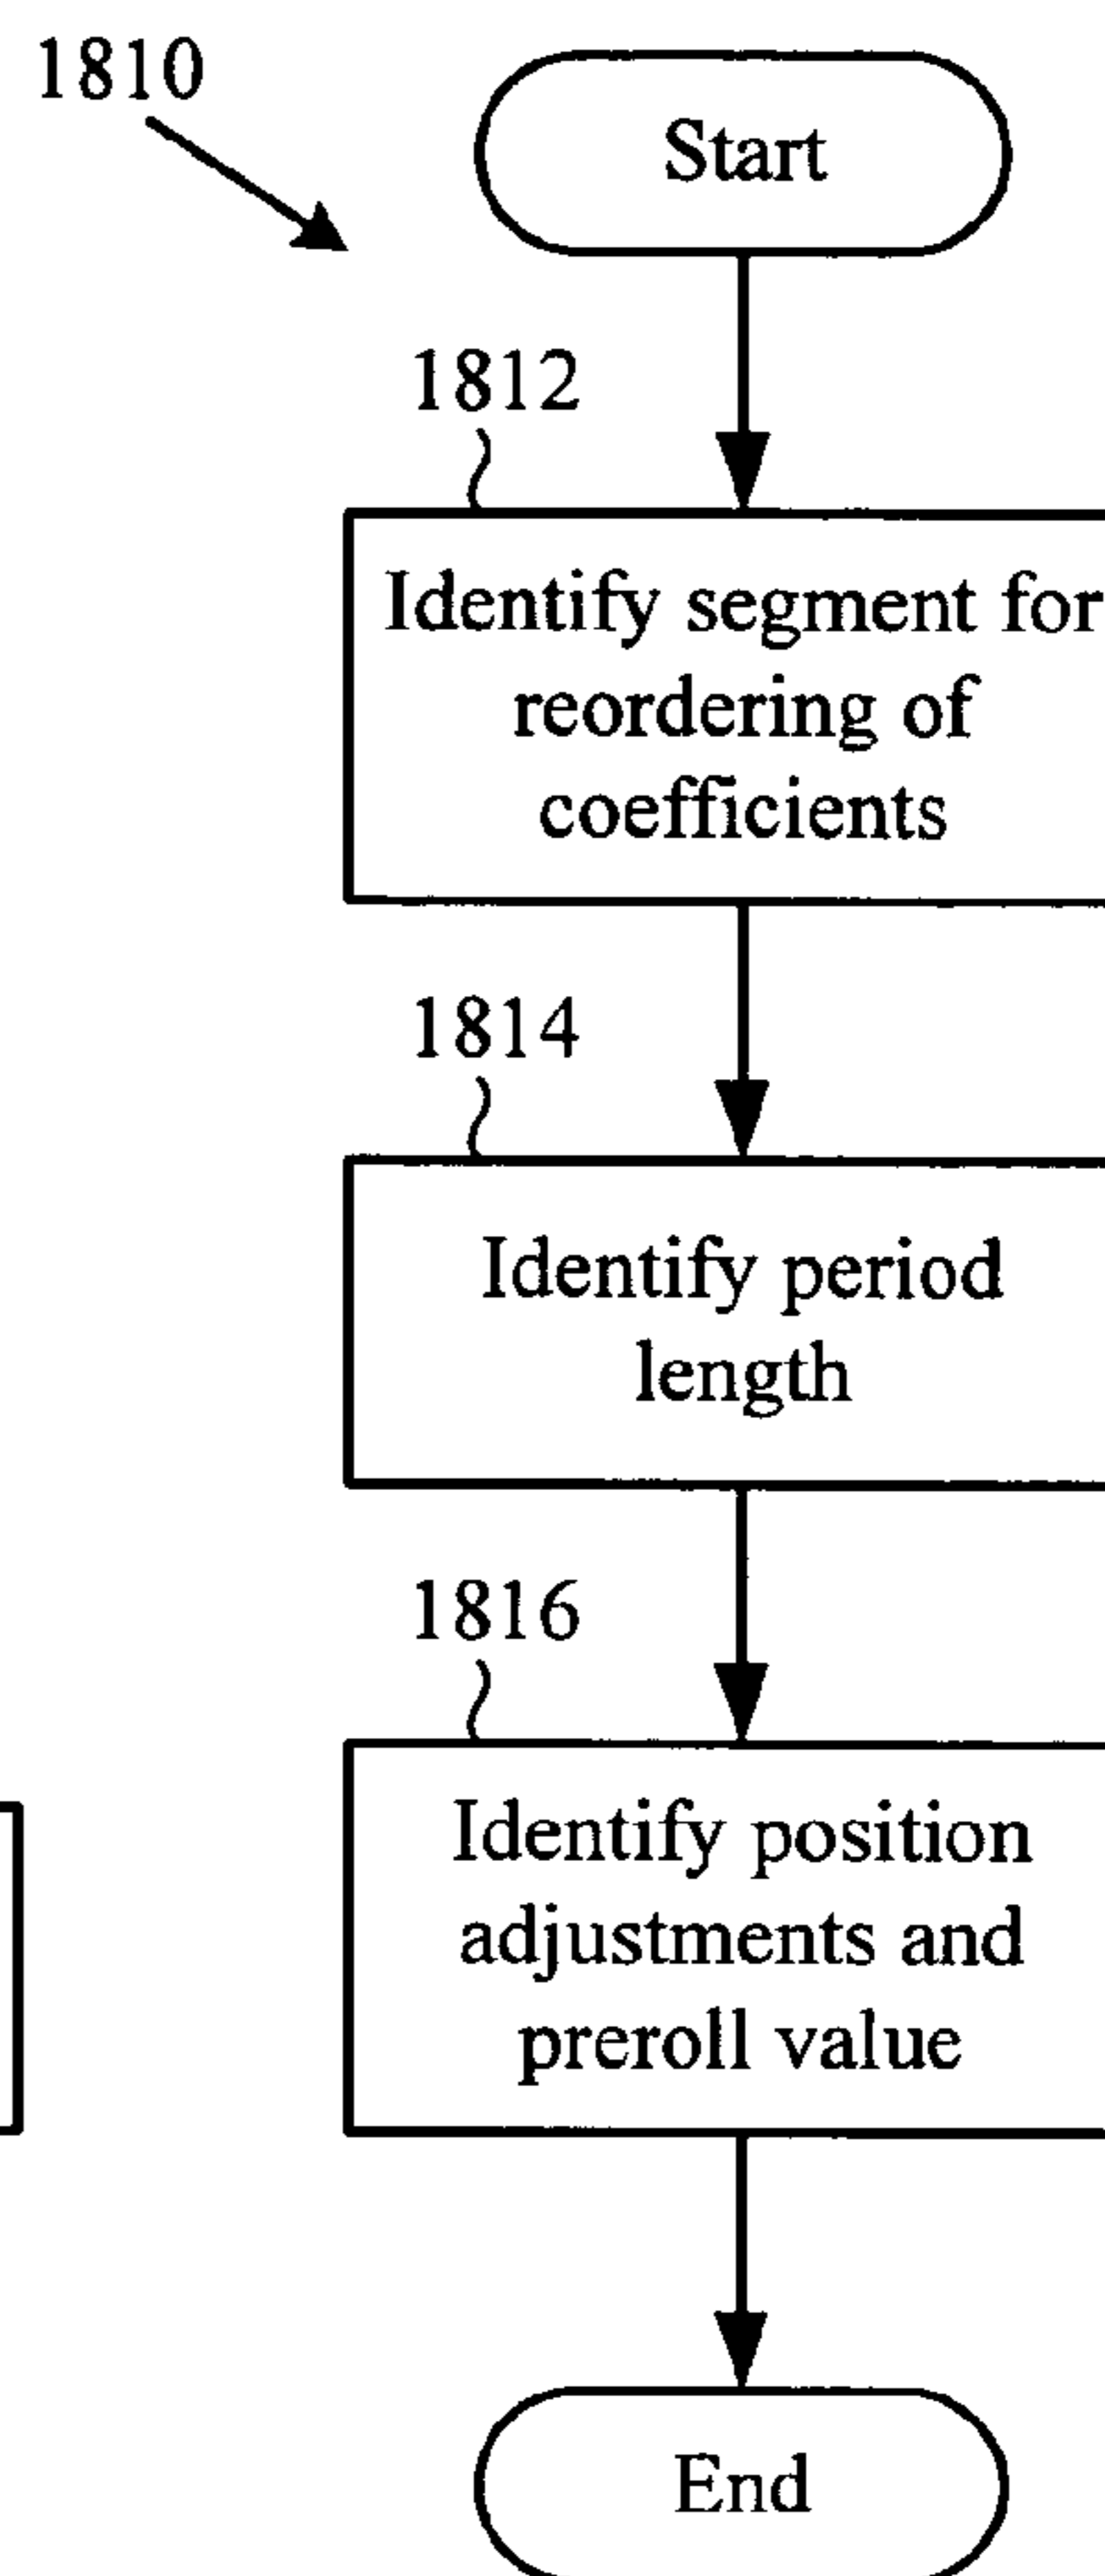 1810
Start
1812
Identify segment for
reordering of
coefficients
1814
Identify period
length
1816
Identify position
adjustments and
preroll value
End